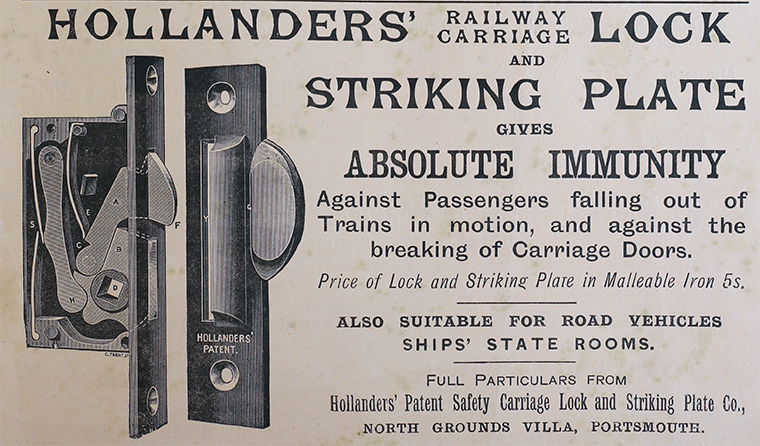 HOLLANDERS' RAILWAY CARRIAGE LOCK
AND
STRIKING PLATE
GIVES
ABSOLUTE IMMUNITY
Against Passengers falling out of
Trains in motion, and against the
breaking of Carriage Doors.
Price of Lock and Striking Plate in Malleable Iron 5s.
ALSO SUITABLE FOR ROAD VEHICLES
SHIPS' STATE ROOMS.
FULL PARTICULARS FROM
Hollanders' Patent Safety Carriage Lock and Striking Plate Co.,
NORTH GROUNDS VILLA, PORTSMOUTH.
S
E
A
F
C
B
D
H
Y
HOLLANDERS'
PATENT.